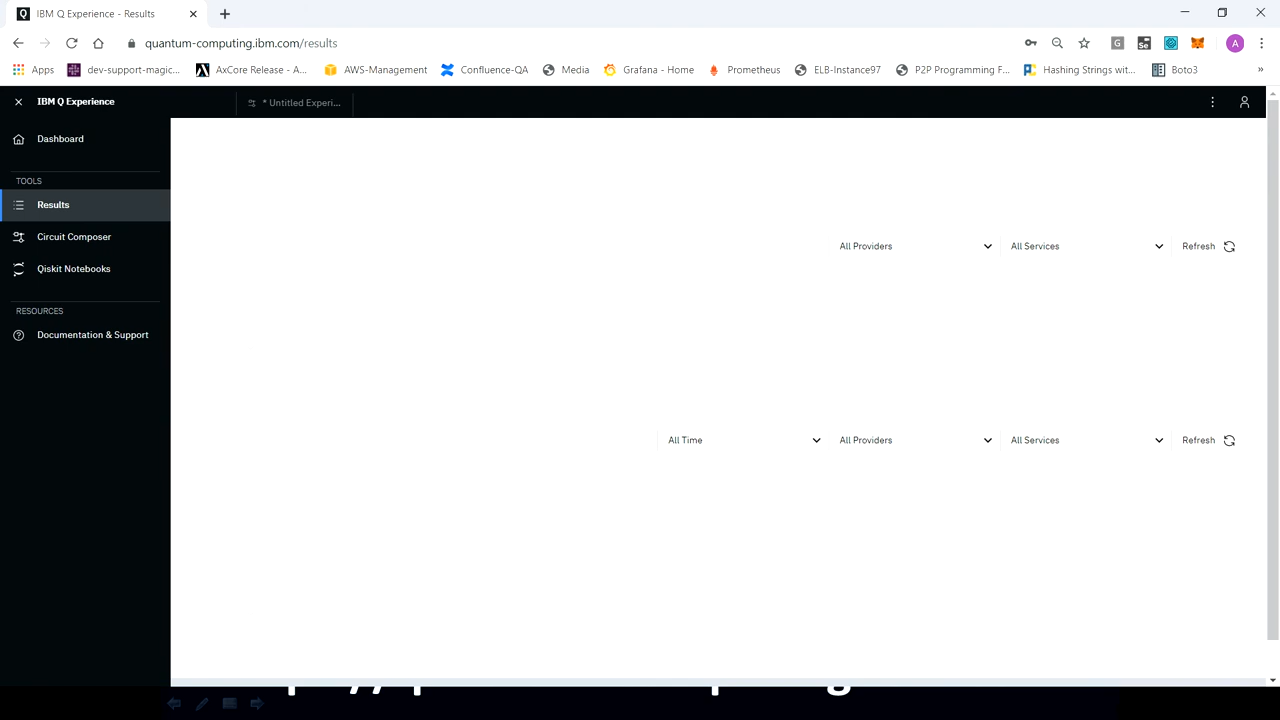 IBM Q Experience - Results
quantum-computing.ibm.com/results
A
Apps dev-support-magic... AxCore Release - A... AWS-Management Confluence-QA Media Grafana - Home Prometheus ELB-Instance97 P2P Programming F... Hashing Strings wit... Boto3 »
IBM Q Experience * Untitled Experi...
Dashboard
TOOLS
Results
Circuit Composer
Qiskit Notebooks
RESOURCES
Documentation & Support
All Providers All Services Refresh
All Time All Providers All Services Refresh